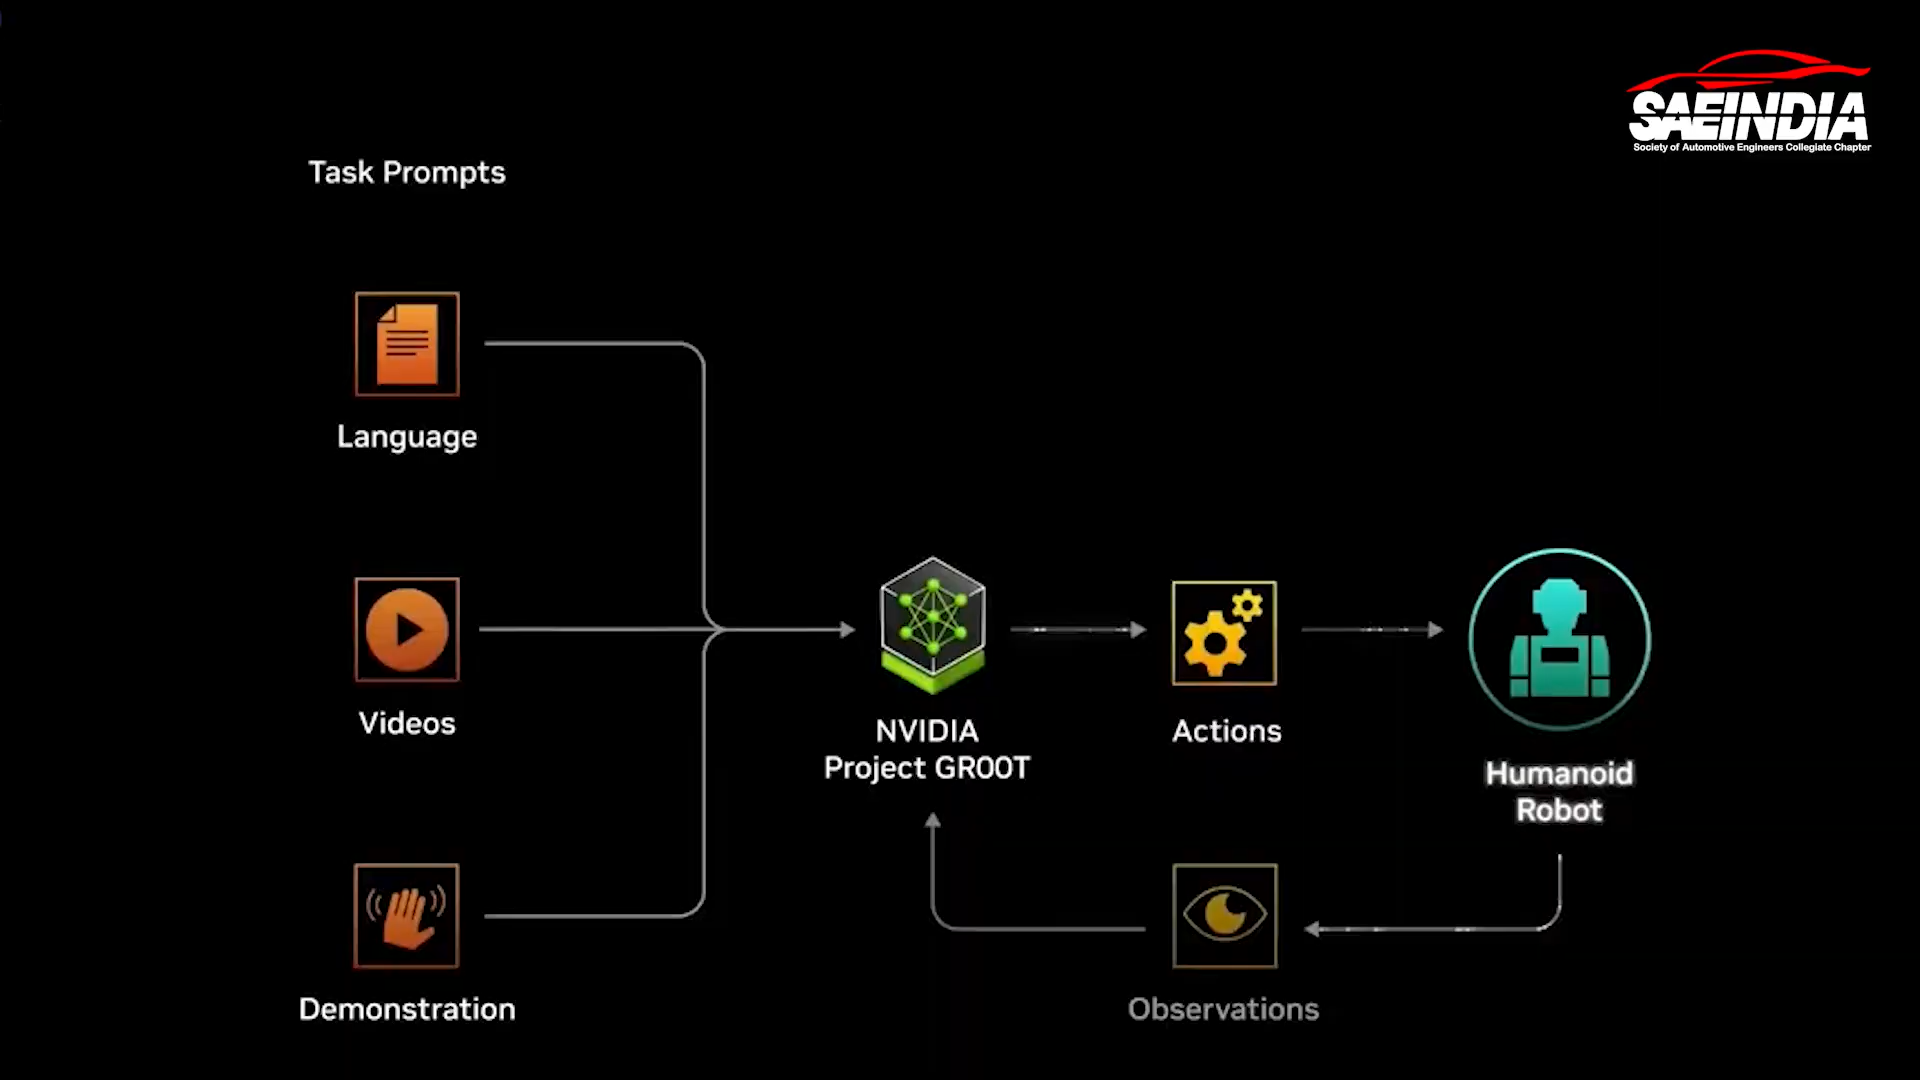 SAEINDIA
Society of Automotive Engineers Collegiate Chapter
Task Prompts
Language
Videos
Demonstration
NVIDIA
Project GR00T
Actions
Humanoid
Robot
Observations